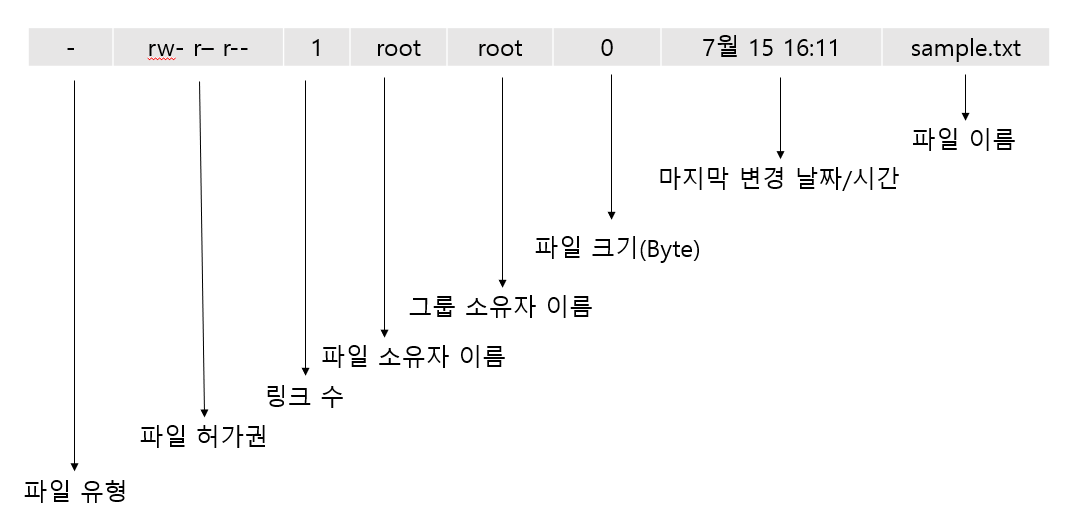 - rw- r– r-- 1 root root 0 7월 15 16:11 sample.txt
파일 이름
마지막 변경 날짜/시간
파일 크기(Byte)
그룹 소유자 이름
파일 소유자 이름
링크 수
파일 허가권
파일 유형